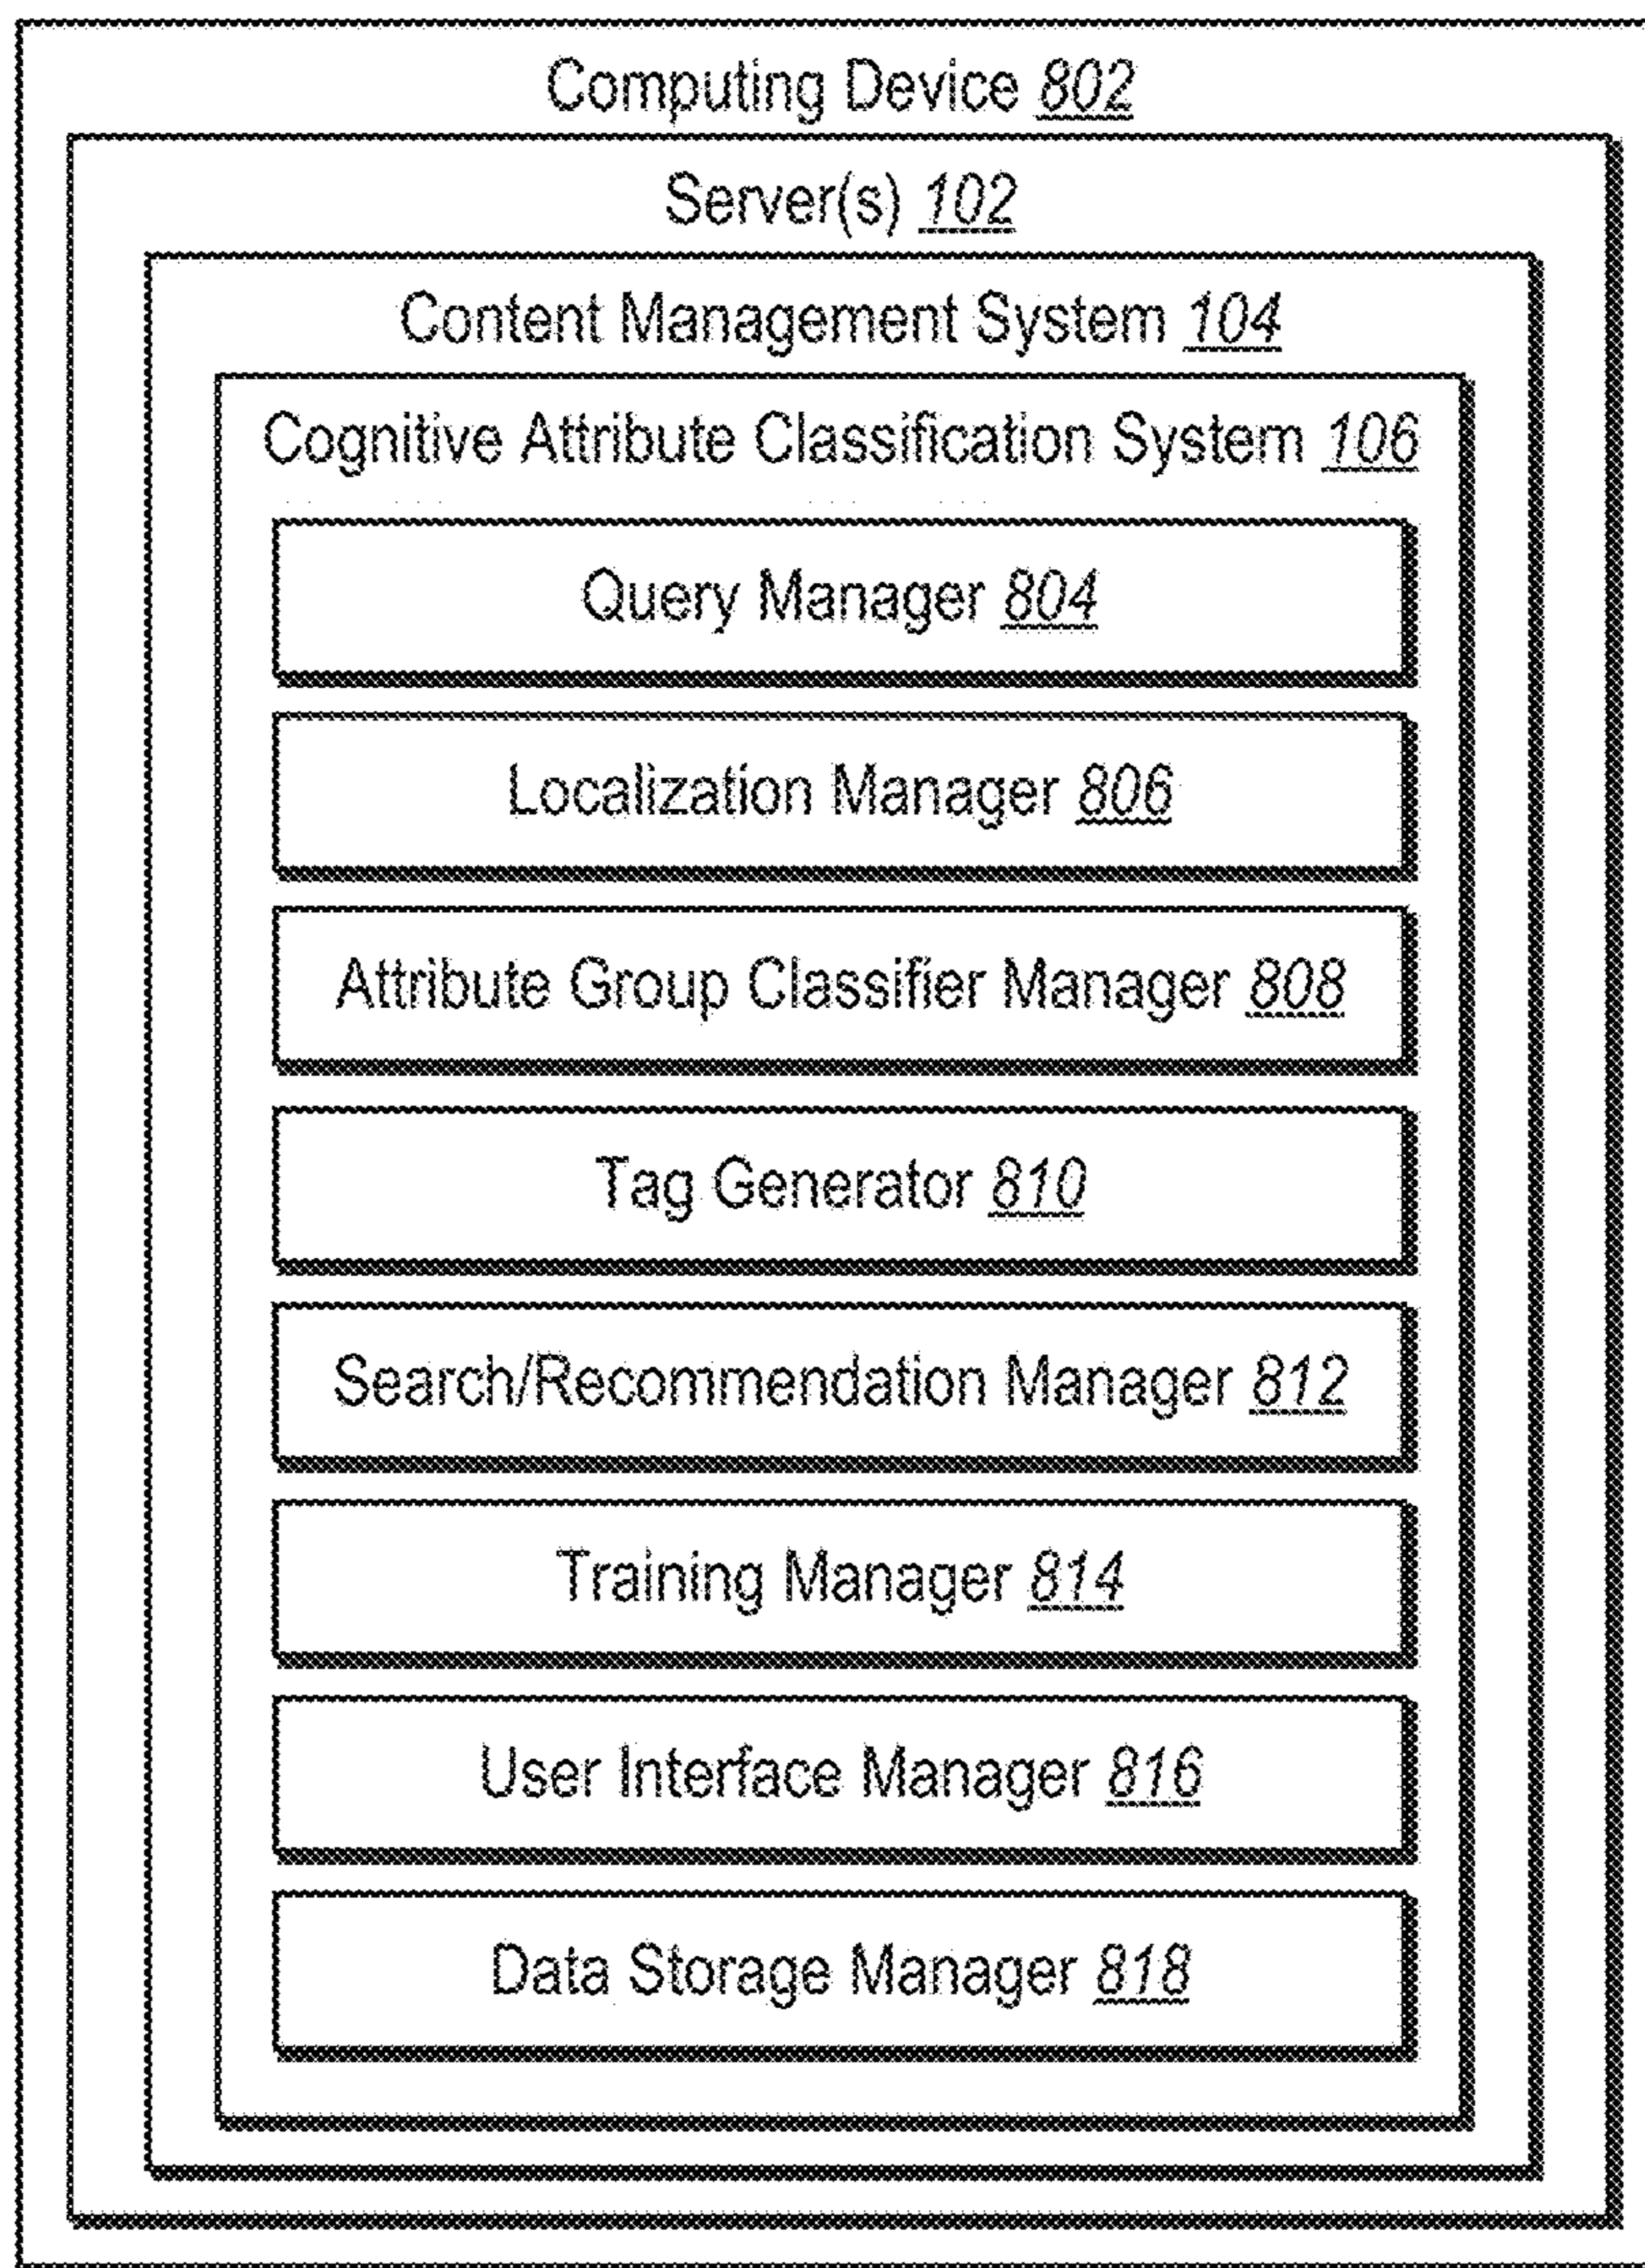 Computing Device 802
Server(s) 102
Content Management System 104
Cognitive Attribute Classification System 106
Query Manager 804
Localization Manager 806
Attribute Group Classifier Manager 808
Tag Generator 810
Search/Recommendation Manager 812
Training Manager 814
User Interface Manager 816
Data Storage Manager 818